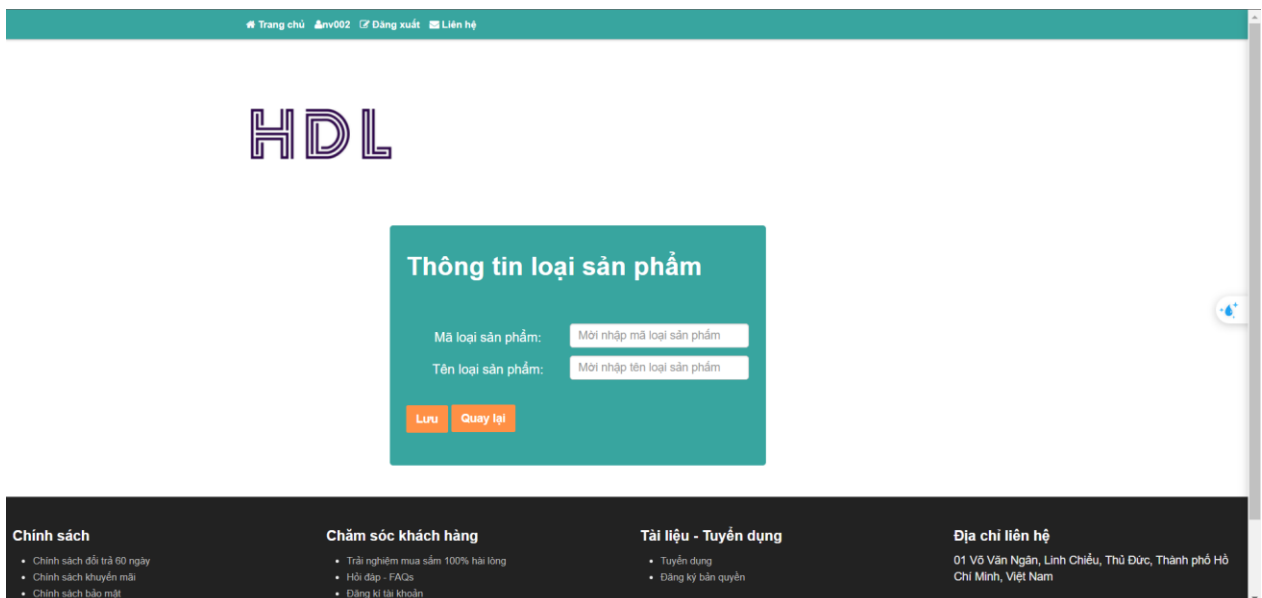 Trang chủ nv002 Đăng xuất Liên hệ
HDL
Thông tin loại sản phẩm
Mã loại sản phẩm: Mời nhập mã loại sản phẩm
Tên loại sản phẩm: Mời nhập tên loại sản phẩm
Lưu Quay lại
Chính sách
Chính sách đổi trả 60 ngày
Chính sách khuyến mãi
Chính sách bảo mật
Chăm sóc khách hàng
Trải nghiệm mua sắm 100% hài lòng
Hỏi đáp - FAQs
Đăng kí tài khoản
Tài liệu - Tuyển dụng
Tuyển dụng
Đăng ký bản quyền
Địa chỉ liên hệ
01 Võ Văn Ngân, Linh Chiểu, Thủ Đức, Thành phố Hồ
Chí Minh, Việt Nam